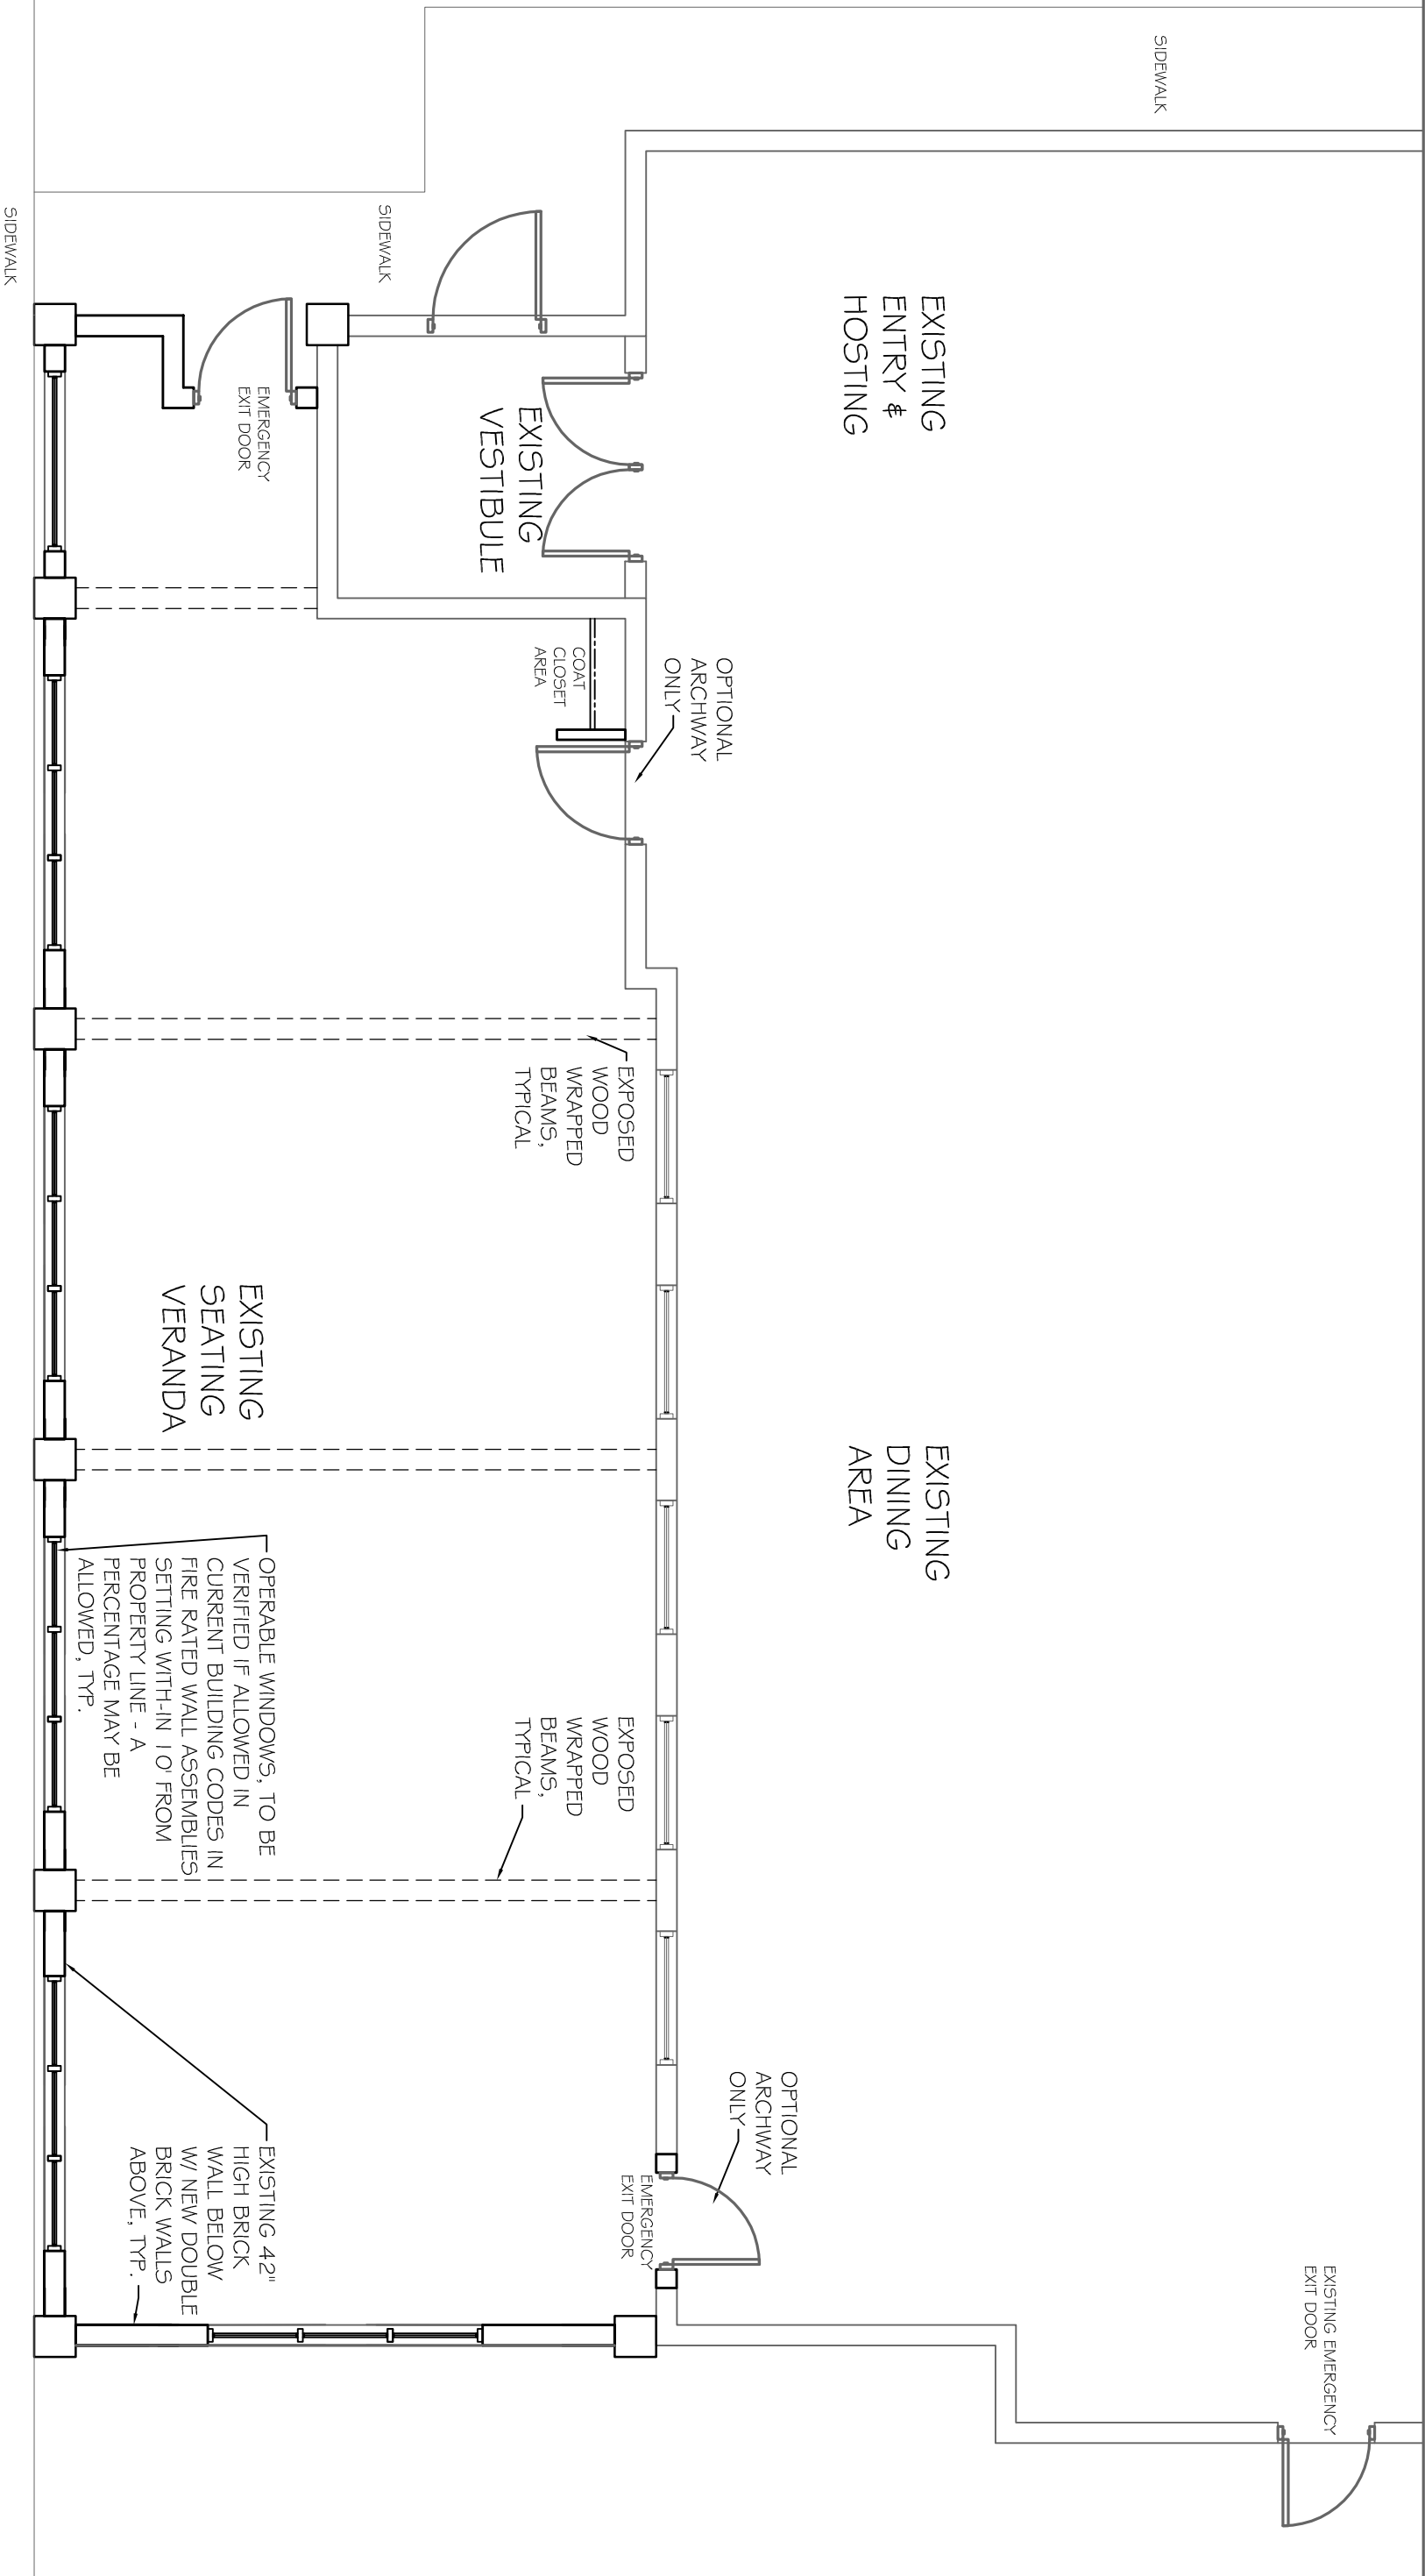 SIDEWALK
EXISTING EMERGENCY
EXIT DOOR
EXISTING
ENTRY &
HOSTING
EXISTING
DINING
AREA
OPTIONAL
ARCHWAY
ONLY
OPTIONAL
ARCHWAY
ONLY
EMERGENCY
EXIT DOOR
EXISTING
VESTIBULE
COAT
CLOSET
AREA
EXPOSED
WOOD
WRAPPED
BEAMS,
TYPICAL
EXPOSED
WOOD
WRAPPED
BEAMS,
TYPICAL
SIDEWALK
EMERGENCY
EXIT DOOR
EXISTING
SEATING
VERANDA
OPERABLE WINDOWS, TO BE
VERIFIED IF ALLOWED IN
CURRENT BUILDING CODES IN
FIRE RATED WALL ASSEMBLIES
SETTING WITH-IN 10' FROM
PROPERTY LINE - A
PERCENTAGE MAY BE
ALLOWED, TYP.
EXISTING 42"
HIGH BRICK
WALL BELOW
W/ NEW DOUBLE
BRICK WALLS
ABOVE, TYP.
SIDEWALK